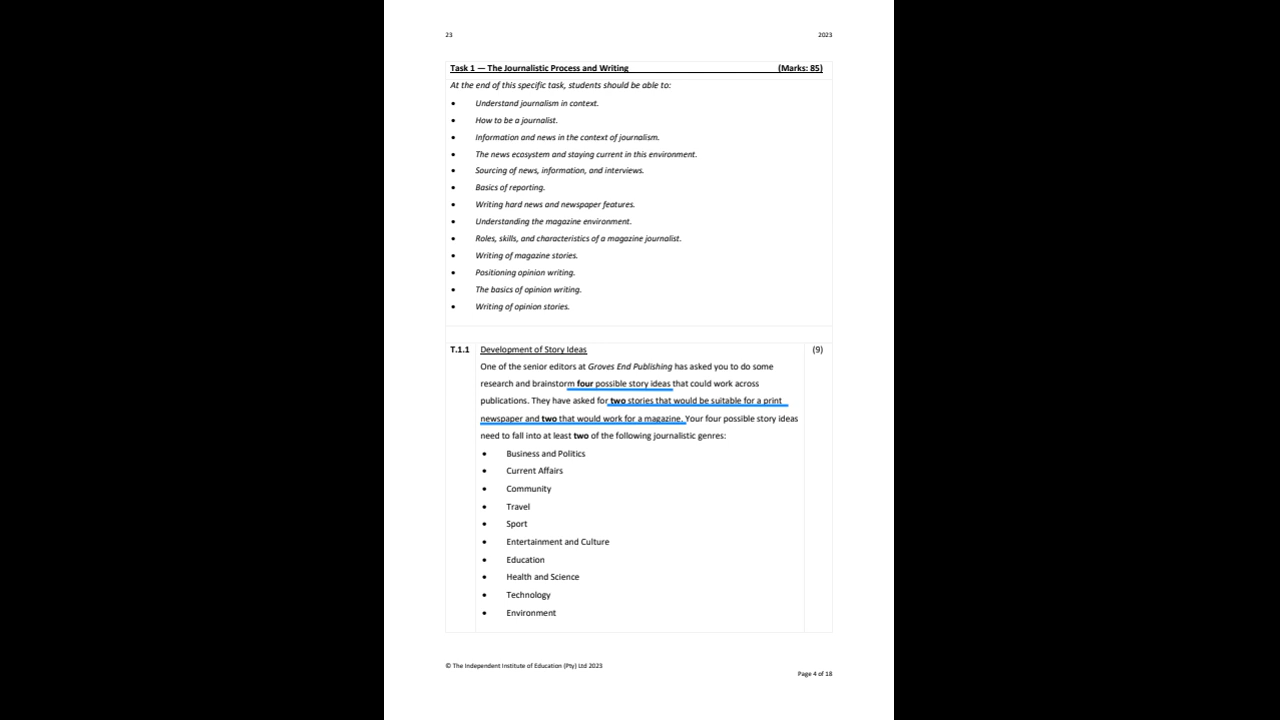 23 2023
Task 1 — The Journalistic Process and Writing (Marks: 85)
At the end of this specific task, students should be able to:
• Understand journalism in context.
• How to be a journalist.
• Information and news in the context of journalism.
• The news ecosystem and staying current in this environment.
• Sourcing of news, information, and interviews.
• Basics of reporting.
• Writing hard news and newspaper features.
• Understanding the magazine environment.
• Roles, skills, and characteristics of a magazine journalist.
• Writing of magazine stories.
• Positioning opinion writing.
• The basics of opinion writing.
• Writing of opinion stories.
T.1.1 Development of Story Ideas (9)
One of the senior editors at Groves End Publishing has asked you to do some
research and brainstorm four possible story ideas that could work across
publications. They have asked for two stories that would be suitable for a print
newspaper and two that would work for a magazine. Your four possible story ideas
need to fall into at least two of the following journalistic genres:
• Business and Politics
• Current Affairs
• Community
• Travel
• Sport
• Entertainment and Culture
• Education
• Health and Science
• Technology
• Environment
© The Independent Institute of Education (Pty) Ltd 2023
Page 4 of 18